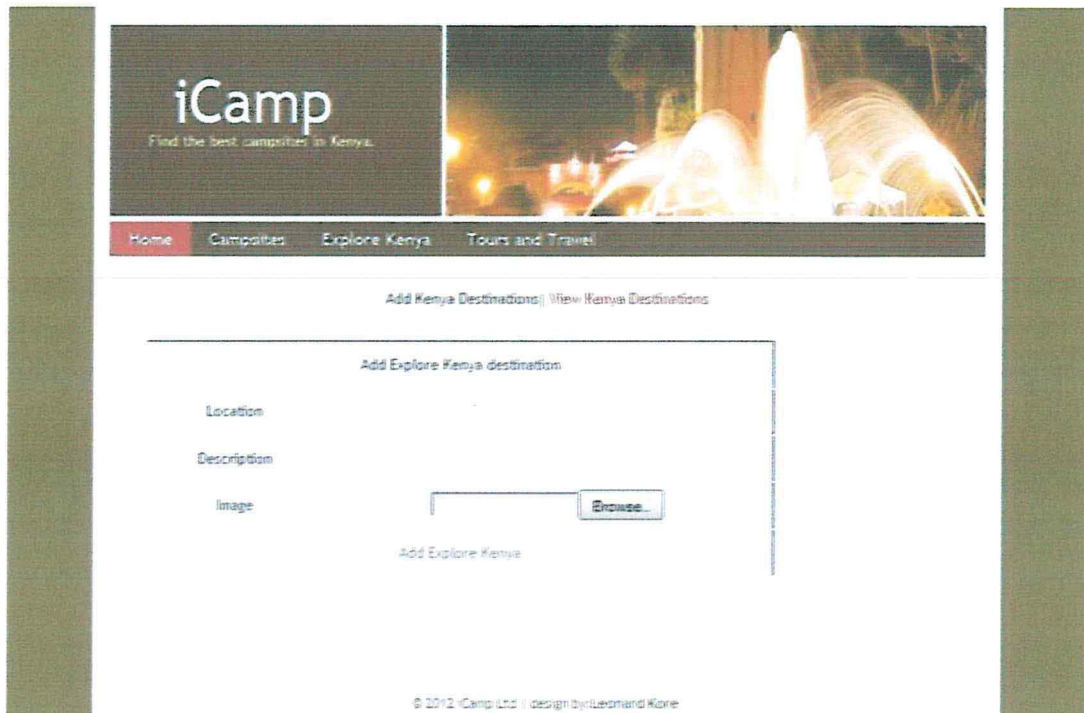 iCamp
Find the best campsites in Kenya.
Home Campsites Explore Kenya Tours and Travel
Add Kenya Destinations| View Kenya Destinations
Add Explore Kenya destination
Location
Description
Image Browse...
Add Explore Kenya
© 2012 iCamp Ltd | design by:Leonard Kore